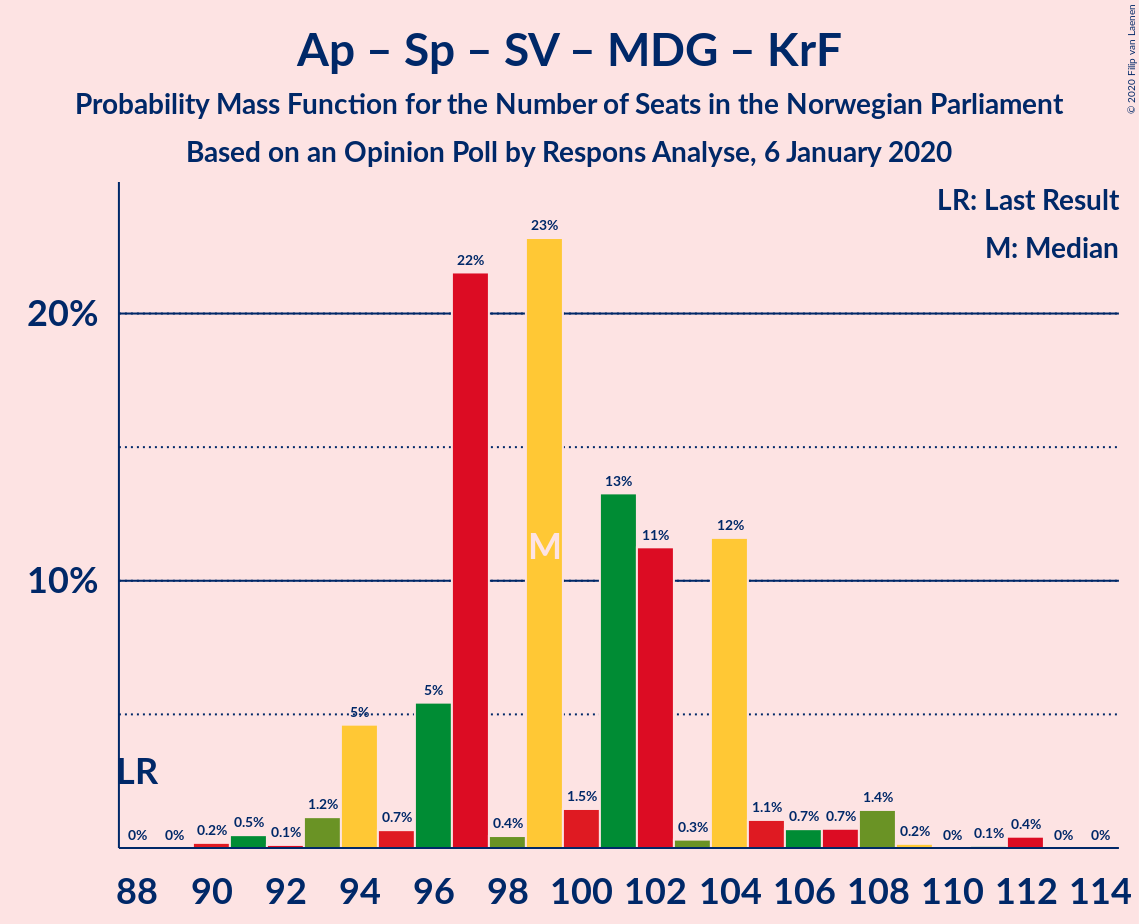 © 2020 Filip van Laenen
Ap – Sp – SV – MDG – KrF
Probability Mass Function for the Number of Seats in the Norwegian Parliament
Based on an Opinion Poll by Respons Analyse, 6 January 2020
LR: Last Result
M: Median
20%
10%
LR
M
0% 0% 0.2% 0.5% 0.1% 1.2% 5% 0.7% 5% 22% 0.4% 23% 1.5% 13% 11% 0.3% 12% 1.1% 0.7% 0.7% 1.4% 0.2% 0% 0.1% 0.4% 0% 0%
88 90 92 94 96 98 100 102 104 106 108 110 112 114